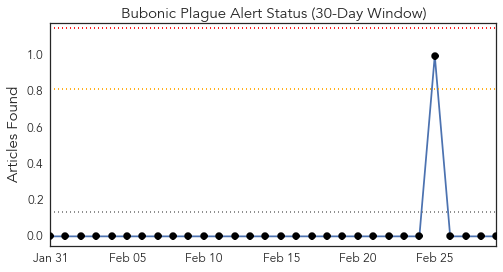 Bubonic Plague Alert Status (30-Day Window)
Articles Found
1.0
0.8
0.6
0.4
0.2
0.0
Jan 31 Feb 05 Feb 10 Feb 15 Feb 20 Feb 25